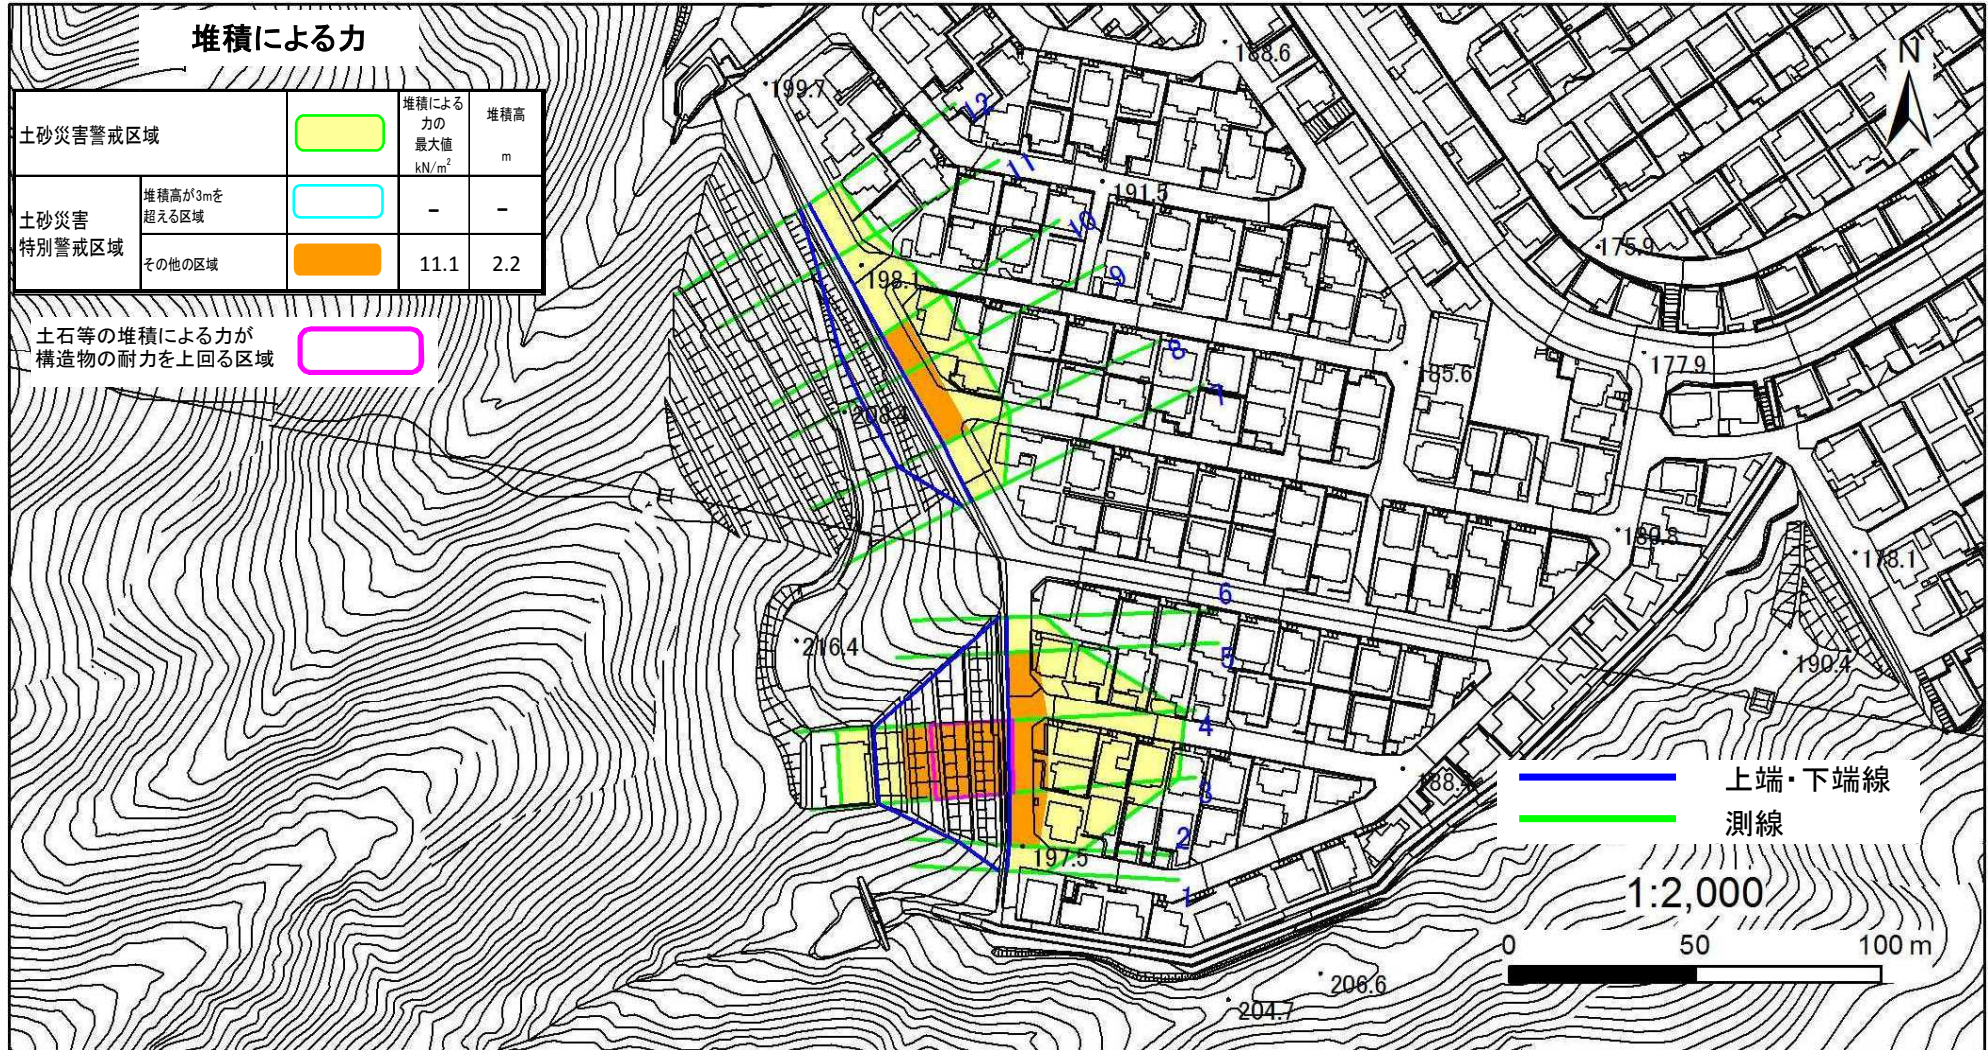 堆積による力
土砂災害警戒区域
堆積による
力の
最大値
kN/m²
堆積高
m
土砂災害
特別警戒区域
堆積高が3mを
超える区域
-
-
その他の区域
11.1
2.2
土石等の堆積による力が
構造物の耐力を上回る区域
N
199.7
188.6
12
11
191.5
10
9
198.1
175.9
8
7
185.6
177.9
6
180.8
178.1
5
216.4
190.4
4
3
2
197.5
1
206.6
204.7
上端・下端線
測線
1:2,000
0
50
100 m